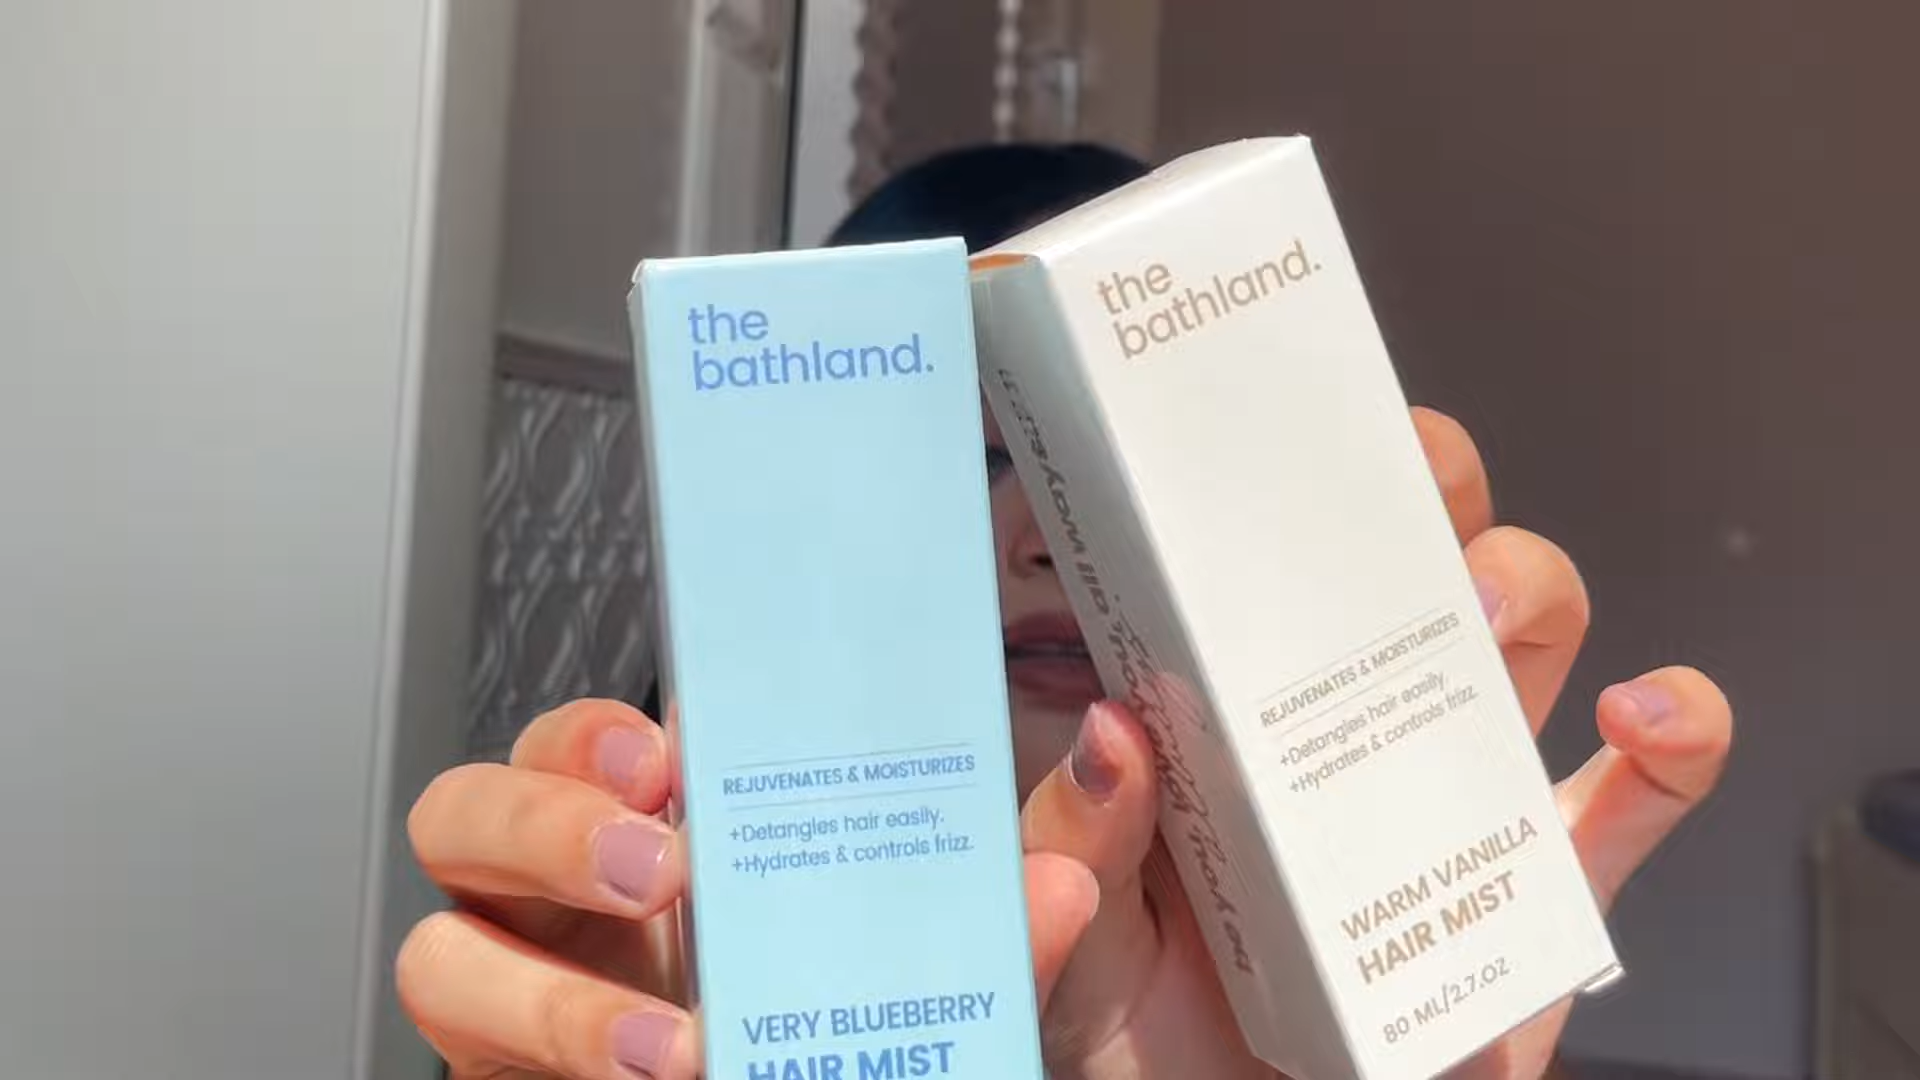 the
bathland.
REJUVENATES & MOISTURIZES
+Detangles hair easily.
+Hydrates & controls frizz.
VERY BLUEBERRY
HAIR MIST
the
bathland.
REJUVENATES & MOISTURIZES
+Detangles hair easily.
+Hydrates & controls frizz.
WARM VANILLA
HAIR MIST
80 ML/2.7.OZ